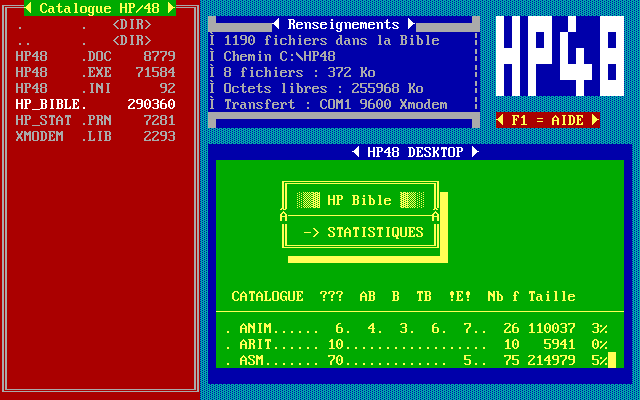 Catalogue HP/48
. . <DIR>
.. . <DIR>
HP48 .DOC 8779
HP48 .EXE 71584
HP48 .INI 92
HP_BIBLE. 290360
HP_STAT .PRN 7281
XMODEM .LIB 2293
Renseignements
Ì 1190 fichiers dans la Bible
Ì Chemin C:\HP48
Ì 8 fichiers : 372 Ko
Ì Octets libres : 255968 Ko
Ì Transfert : COM1 9600 Xmodem
HP48
F1 = AIDE
HP48 DESKTOP
HP Bible
Â Â
-> STATISTIQUES
CATALOGUE ??? AB B TB !E! Nb f Taille
. ANIM...... 6. 4. 3. 6. 7.. 26 110037 3%
. ARIT...... 10................... 10 5941 0%
. ASM....... 70.............. 5.. 75 214979 5%